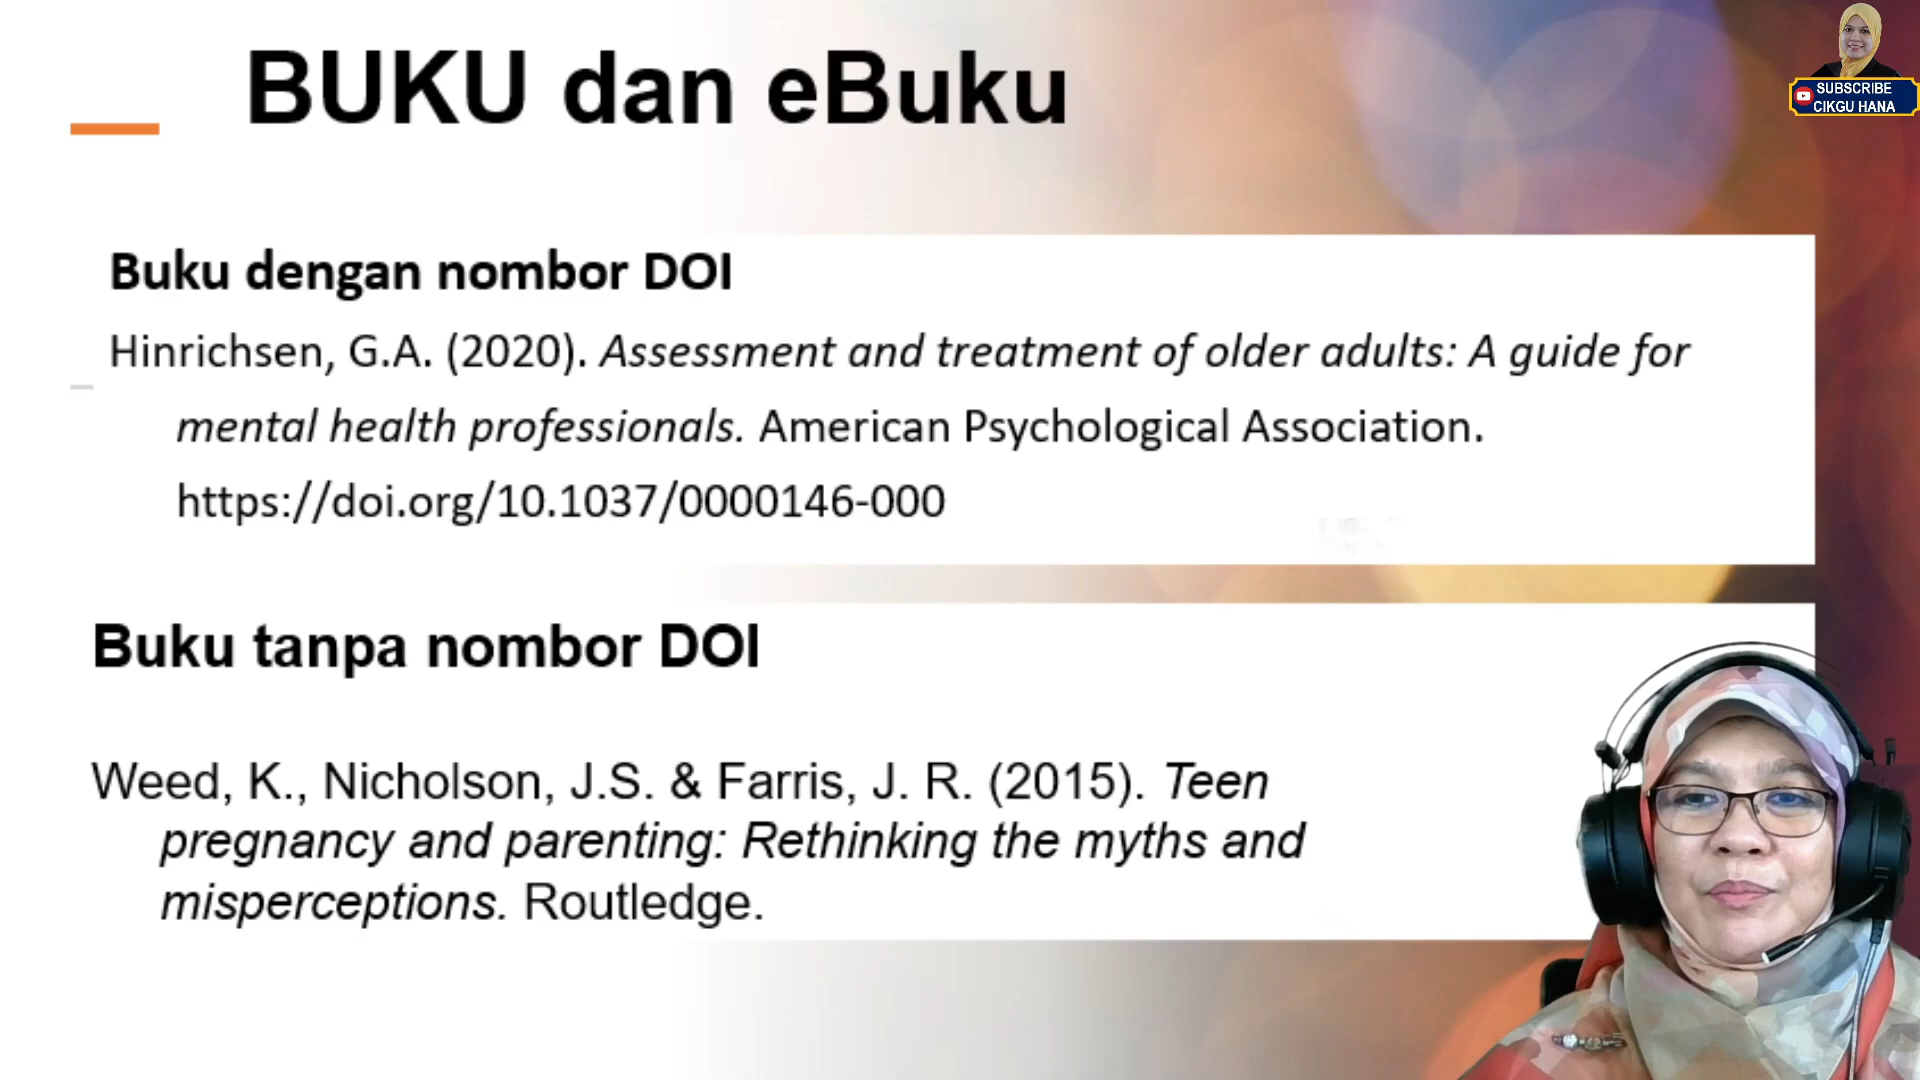 BUKU dan eBuku
SUBSCRIBE
CIKGU HANA
Buku dengan nombor DOI
Hinrichsen, G.A. (2020). Assessment and treatment of older adults: A guide for
mental health professionals. American Psychological Association.
https://doi.org/10.1037/0000146-000
Buku tanpa nombor DOI
Weed, K., Nicholson, J.S. & Farris, J. R. (2015). Teen
pregnancy and parenting: Rethinking the myths and
misperceptions. Routledge.